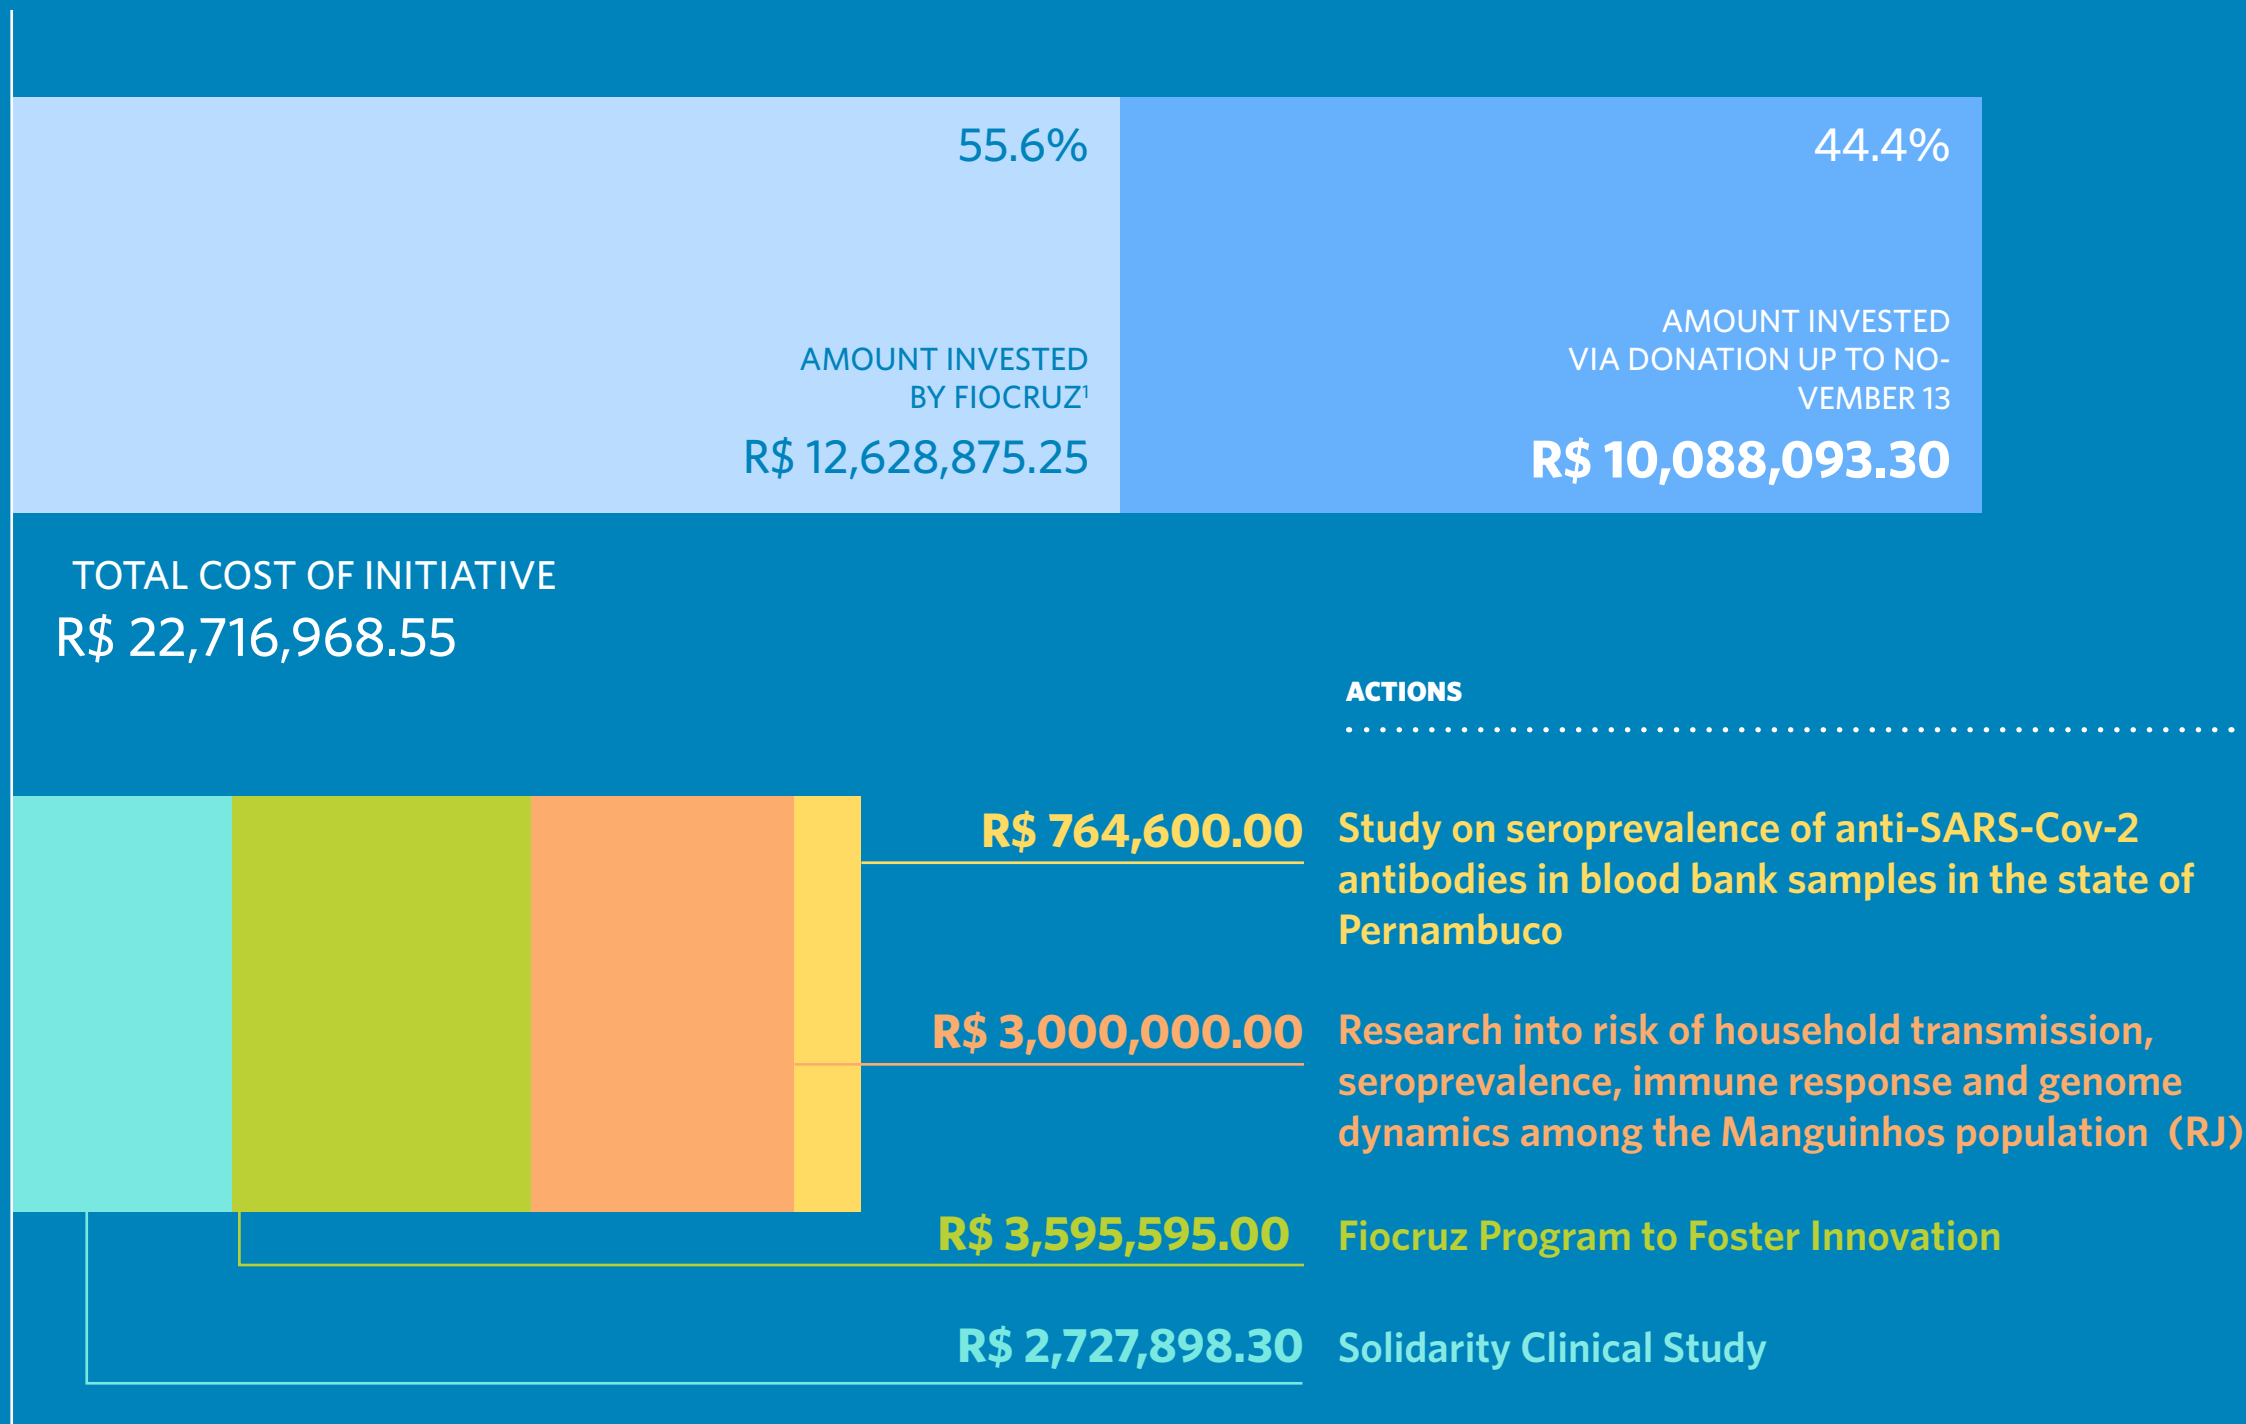 55.6%
AMOUNT INVESTED
BY FIOCRUZ¹
R$ 12,628,875.25
44.4%
AMOUNT INVESTED
VIA DONATION UP TO NO-
VEMBER 13
R$ 10,088,093.30
TOTAL COST OF INITIATIVE
R$ 22,716,968.55
ACTIONS
R$ 764,600.00
Study on seroprevalence of anti-SARS-Cov-2
antibodies in blood bank samples in the state of
Pernambuco
R$ 3,000,000.00
Research into risk of household transmission,
seroprevalence, immune response and genome
dynamics among the Manguinhos population (RJ)
R$ 3,595,595.00
Fiocruz Program to Foster Innovation
R$ 2,727,898.30
Solidarity Clinical Study